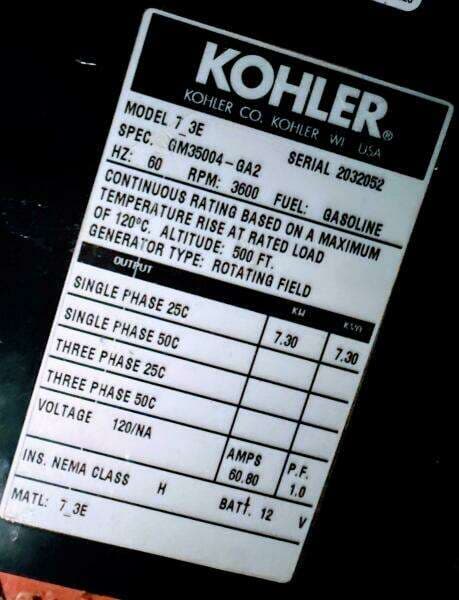 KOHLER®
KOHLER CO. KOHLER WI USA
MODEL 7_3E SERIAL 2032052
SPEC. GM35004-GA2
HZ: 60 RPM: 3600 FUEL: GASOLINE
CONTINUOUS RATING BASED ON A MAXIMUM
TEMPERATURE RISE AT RATED LOAD
OF 120ºC. ALTITUDE: 500 FT.
GENERATOR TYPE: ROTATING FIELD
OUTPUT KW KVA
SINGLE PHASE 25C 7.30 7.30
SINGLE PHASE 50C
THREE PHASE 25C
THREE PHASE 50C
VOLTAGE 120/NA AMPS 60.80 P.F. 1.0
INS. NEMA CLASS H BATT. 12 V
MATL: 7_3E